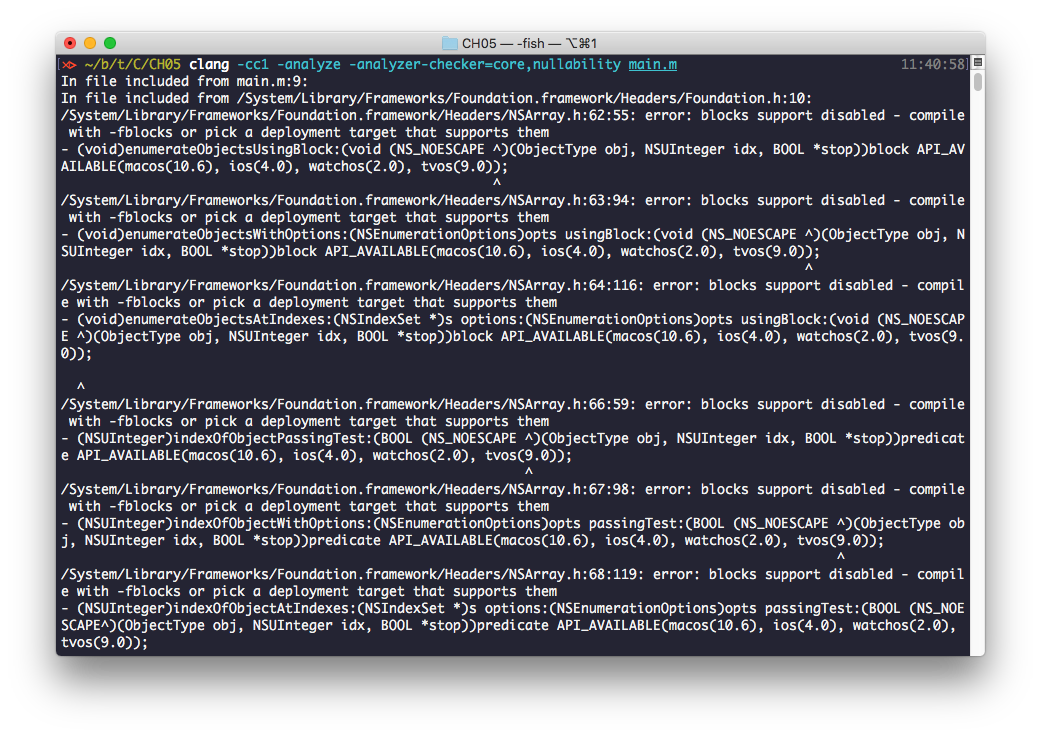 CH05 — -fish — ⌥⌘1
~/b/t/C/CH05 clang -cc1 -analyze -analyzer-checker=core,nullability main.m 11:40:58
In file included from main.m:9:
In file included from /System/Library/Frameworks/Foundation.framework/Headers/Foundation.h:10:
/System/Library/Frameworks/Foundation.framework/Headers/NSArray.h:62:55: error: blocks support disabled - compile
with -fblocks or pick a deployment target that supports them
- (void)enumerateObjectsUsingBlock:(void (NS_NOESCAPE ^)(ObjectType obj, NSUInteger idx, BOOL *stop))block API_AV
AILABLE(macos(10.6), ios(4.0), watchos(2.0), tvos(9.0));
^
/System/Library/Frameworks/Foundation.framework/Headers/NSArray.h:63:94: error: blocks support disabled - compile
with -fblocks or pick a deployment target that supports them
- (void)enumerateObjectsWithOptions:(NSEnumerationOptions)opts usingBlock:(void (NS_NOESCAPE ^)(ObjectType obj, N
SUInteger idx, BOOL *stop))block API_AVAILABLE(macos(10.6), ios(4.0), watchos(2.0), tvos(9.0));
^
/System/Library/Frameworks/Foundation.framework/Headers/NSArray.h:64:116: error: blocks support disabled - compil
e with -fblocks or pick a deployment target that supports them
- (void)enumerateObjectsAtIndexes:(NSIndexSet *)s options:(NSEnumerationOptions)opts usingBlock:(void (NS_NOESCAP
E ^)(ObjectType obj, NSUInteger idx, BOOL *stop))block API_AVAILABLE(macos(10.6), ios(4.0), watchos(2.0), tvos(9.
0));
^
/System/Library/Frameworks/Foundation.framework/Headers/NSArray.h:66:59: error: blocks support disabled - compile
with -fblocks or pick a deployment target that supports them
- (NSUInteger)indexOfObjectPassingTest:(BOOL (NS_NOESCAPE ^)(ObjectType obj, NSUInteger idx, BOOL *stop))predicat
e API_AVAILABLE(macos(10.6), ios(4.0), watchos(2.0), tvos(9.0));
^
/System/Library/Frameworks/Foundation.framework/Headers/NSArray.h:67:98: error: blocks support disabled - compile
with -fblocks or pick a deployment target that supports them
- (NSUInteger)indexOfObjectWithOptions:(NSEnumerationOptions)opts passingTest:(BOOL (NS_NOESCAPE ^)(ObjectType ob
j, NSUInteger idx, BOOL *stop))predicate API_AVAILABLE(macos(10.6), ios(4.0), watchos(2.0), tvos(9.0));
^
/System/Library/Frameworks/Foundation.framework/Headers/NSArray.h:68:119: error: blocks support disabled - compil
e with -fblocks or pick a deployment target that supports them
- (NSUInteger)indexOfObjectAtIndexes:(NSIndexSet *)s options:(NSEnumerationOptions)opts passingTest:(BOOL (NS_NOE
SCAPE^)(ObjectType obj, NSUInteger idx, BOOL *stop))predicate API_AVAILABLE(macos(10.6), ios(4.0), watchos(2.0),
tvos(9.0));